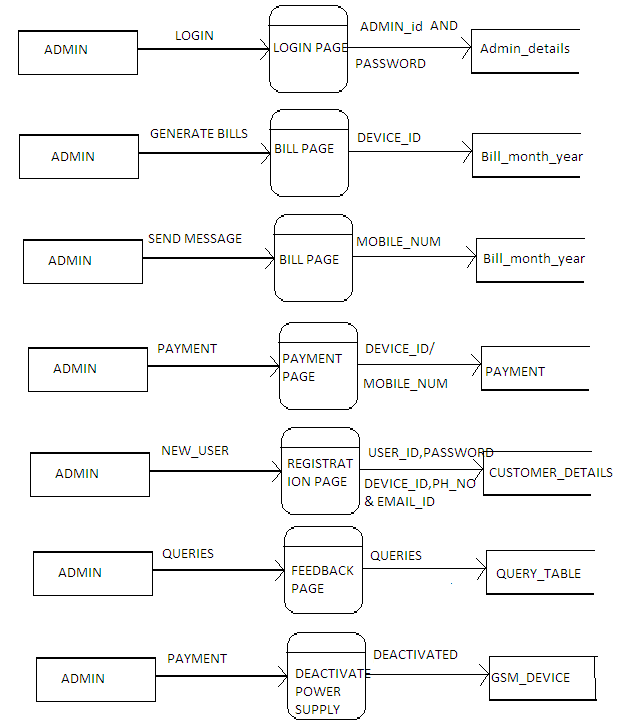 ADMIN LOGIN LOGIN PAGE ADMIN_id AND Admin_details
PASSWORD
ADMIN GENERATE BILLS BILL PAGE DEVICE_ID Bill_month_year
ADMIN SEND MESSAGE BILL PAGE MOBILE_NUM Bill_month_year
ADMIN PAYMENT PAYMENT DEVICE_ID/ PAYMENT
PAGE MOBILE_NUM
ADMIN NEW_USER REGISTRAT USER_ID,PASSWORD CUSTOMER_DETAILS
ION PAGE DEVICE_ID,PH_NO
& EMAIL_ID
ADMIN QUERIES FEEDBACK QUERIES QUERY_TABLE
PAGE
ADMIN PAYMENT DEACTIVATE DEACTIVATED GSM_DEVICE
POWER
SUPPLY